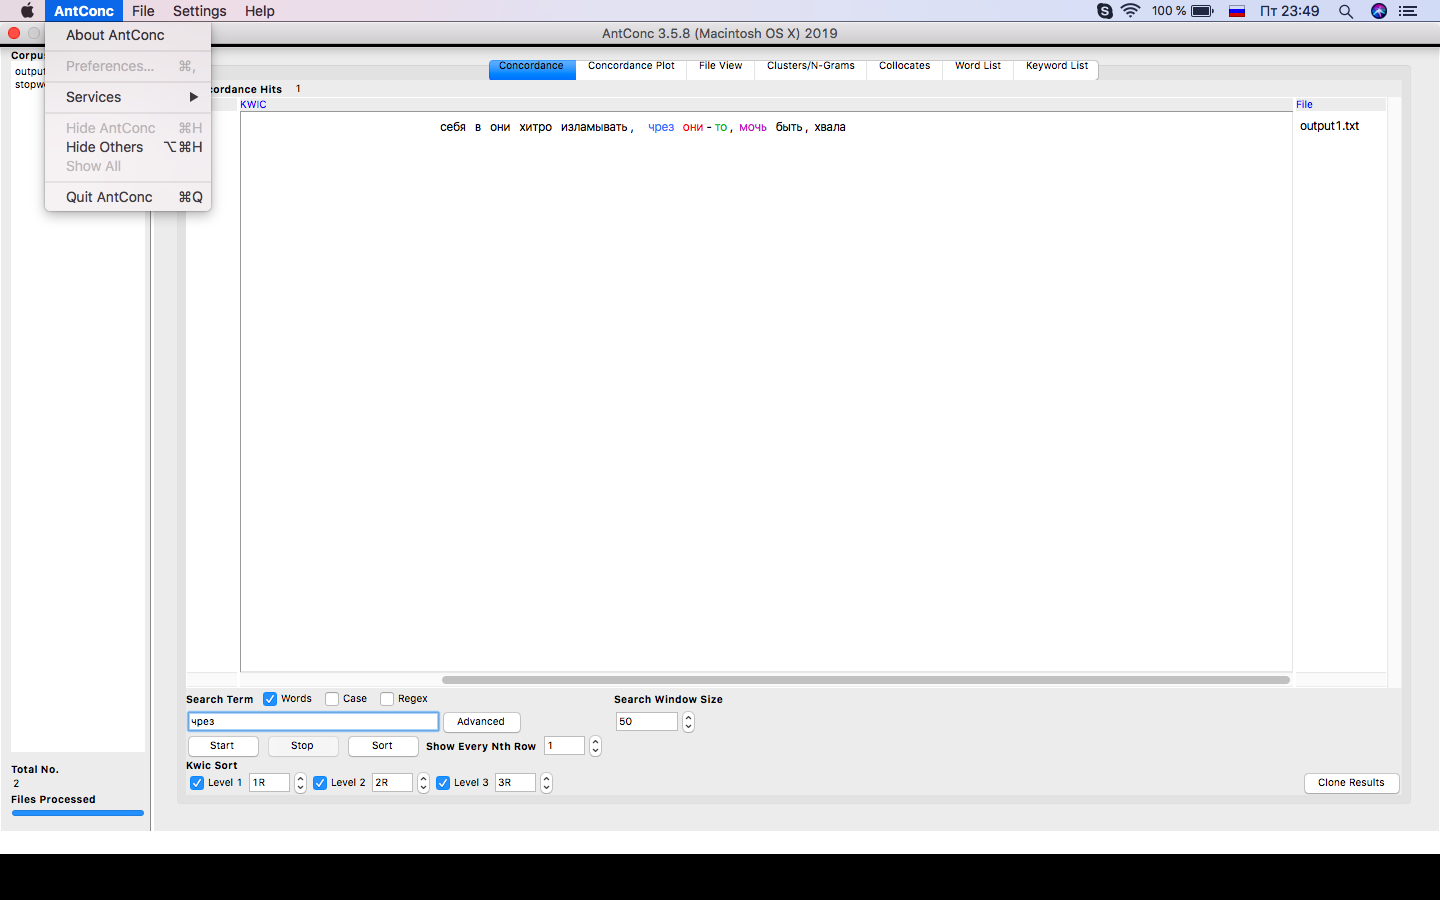 AntConc File Settings Help 100 % Пт 23:49
AntConc 3.5.8 (Macintosh OS X) 2019
About AntConc
Preferences... ⌘,
Services ▶
Hide AntConc ⌘H
Hide Others ⌥⌘H
Show All
Quit AntConc ⌘Q
Corpus
output
stopwo
Concordance Concordance Plot File View Clusters/N-Grams Collocates Word List Keyword List
cordance Hits 1
KWIC File
себя в они хитро изламывать, чрез они-то, мочь быть, хвала output1.txt
Search Term Words Case Regex Search Window Size
чрез Advanced 50
Start Stop Sort Show Every Nth Row 1
Kwic Sort
Level 1 1R Level 2 2R Level 3 3R Clone Results
Total No.
2
Files Processed